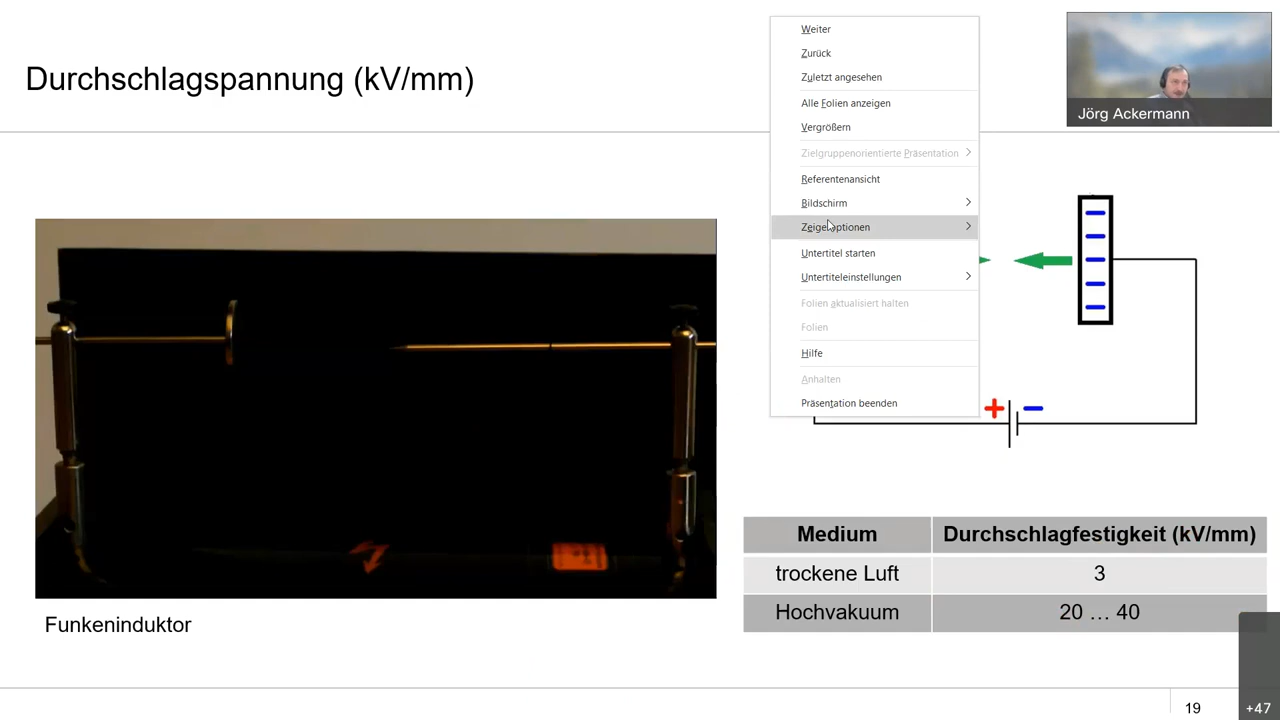 Durchschlagspannung (kV/mm)
Weiter
Zurück
Zuletzt angesehen
Alle Folien anzeigen
Vergrößern
Zielgruppenorientierte Präsentation
Referentenansicht
Bildschirm
Zeigeroptionen
Untertitel starten
Untertiteleinstellungen
Folien aktualisiert halten
Folien
Hilfe
Anhalten
Präsentation beenden
Jörg Ackermann
+ −
Medium Durchschlagfestigkeit (kV/mm)
trockene Luft 3
Hochvakuum 20 … 40
Funkeninduktor
19
+47